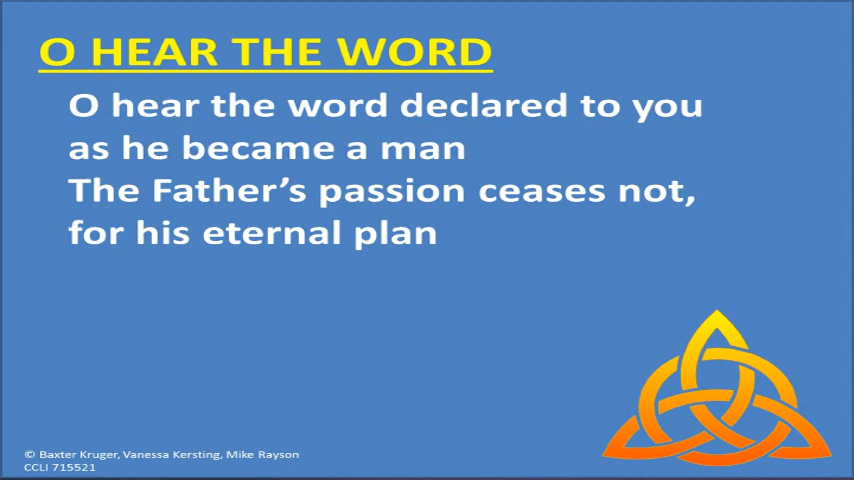 O HEAR THE WORD
O hear the word declared to you
as he became a man
The Father’s passion ceases not,
for his eternal plan
© Baxter Kruger, Vanessa Kersting, Mike Rayson
CCLI 715521